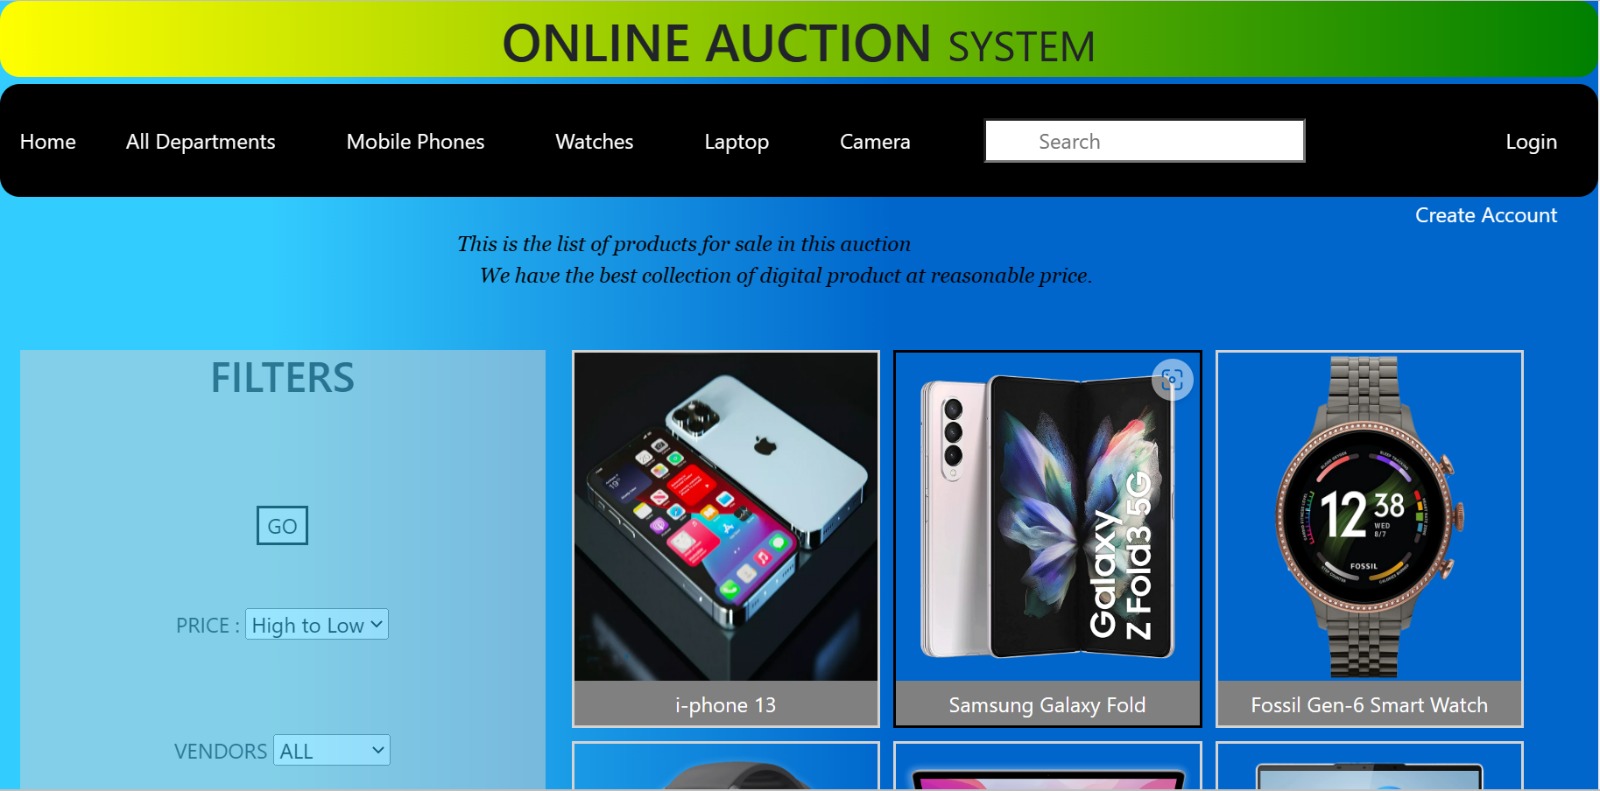 ONLINE AUCTION SYSTEM
Home All Departments Mobile Phones Watches Laptop Camera Search Login
Create Account
This is the list of products for sale in this auction
We have the best collection of digital product at reasonable price.
FILTERS
GO
PRICE : High to Low
VENDORS ALL
Galaxy
Z Fold3 5G
12 38
WED
8/7
FOSSIL
i-phone 13
Samsung Galaxy Fold
Fossil Gen-6 Smart Watch